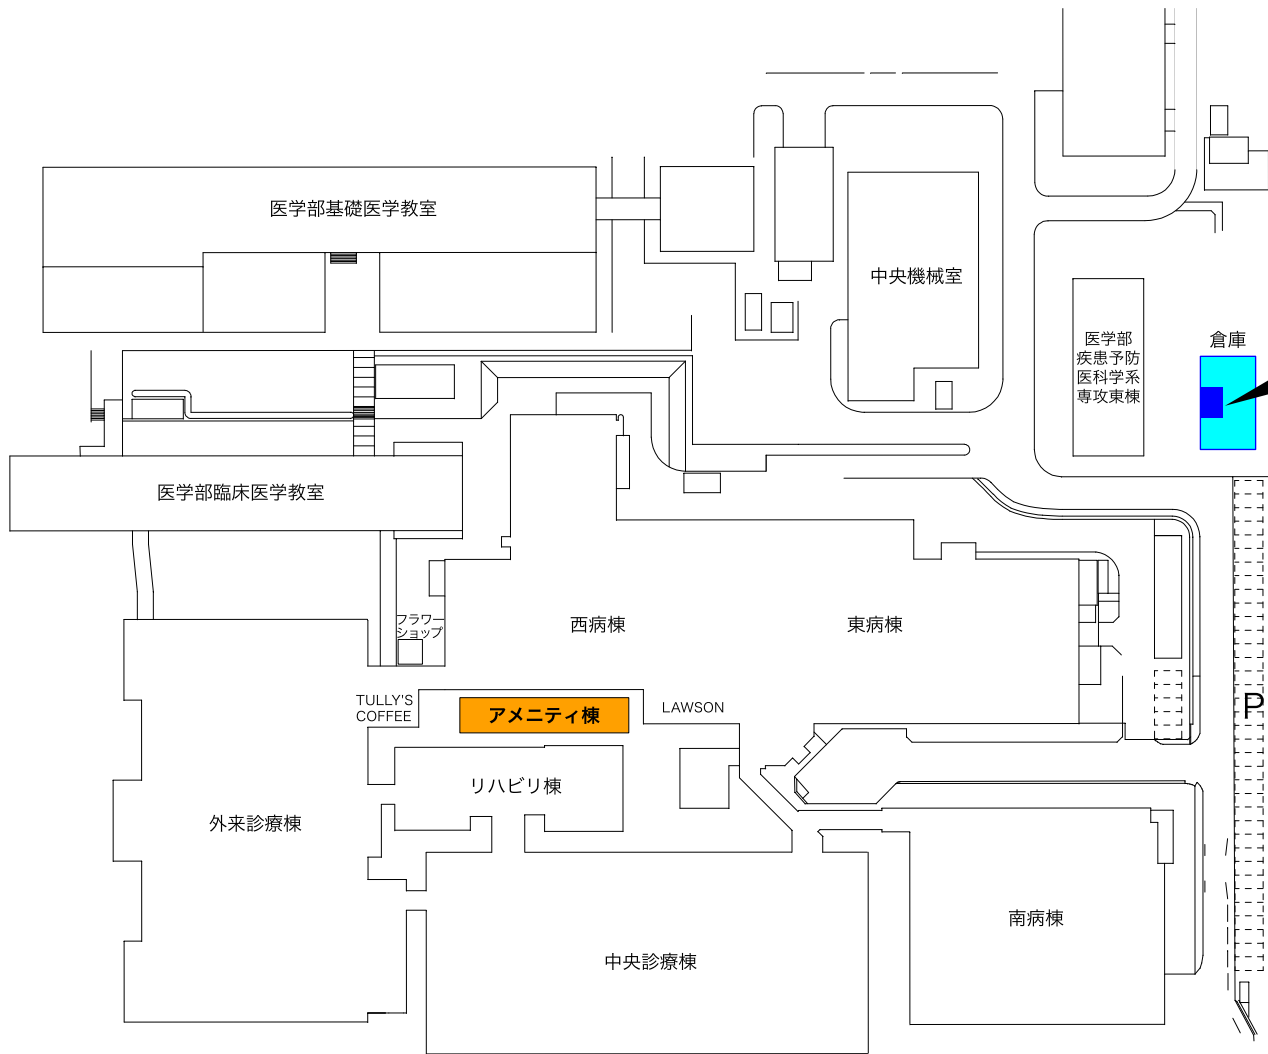 医学部基礎医学教室
中央機械室
医学部
疾患予防
医科学系
専攻東棟
倉庫
医学部臨床医学教室
フラワー
ショップ
西病棟
東病棟
TULLY'S
COFFEE
アメニティ棟
LAWSON
P
リハビリ棟
外来診療棟
南病棟
中央診療棟